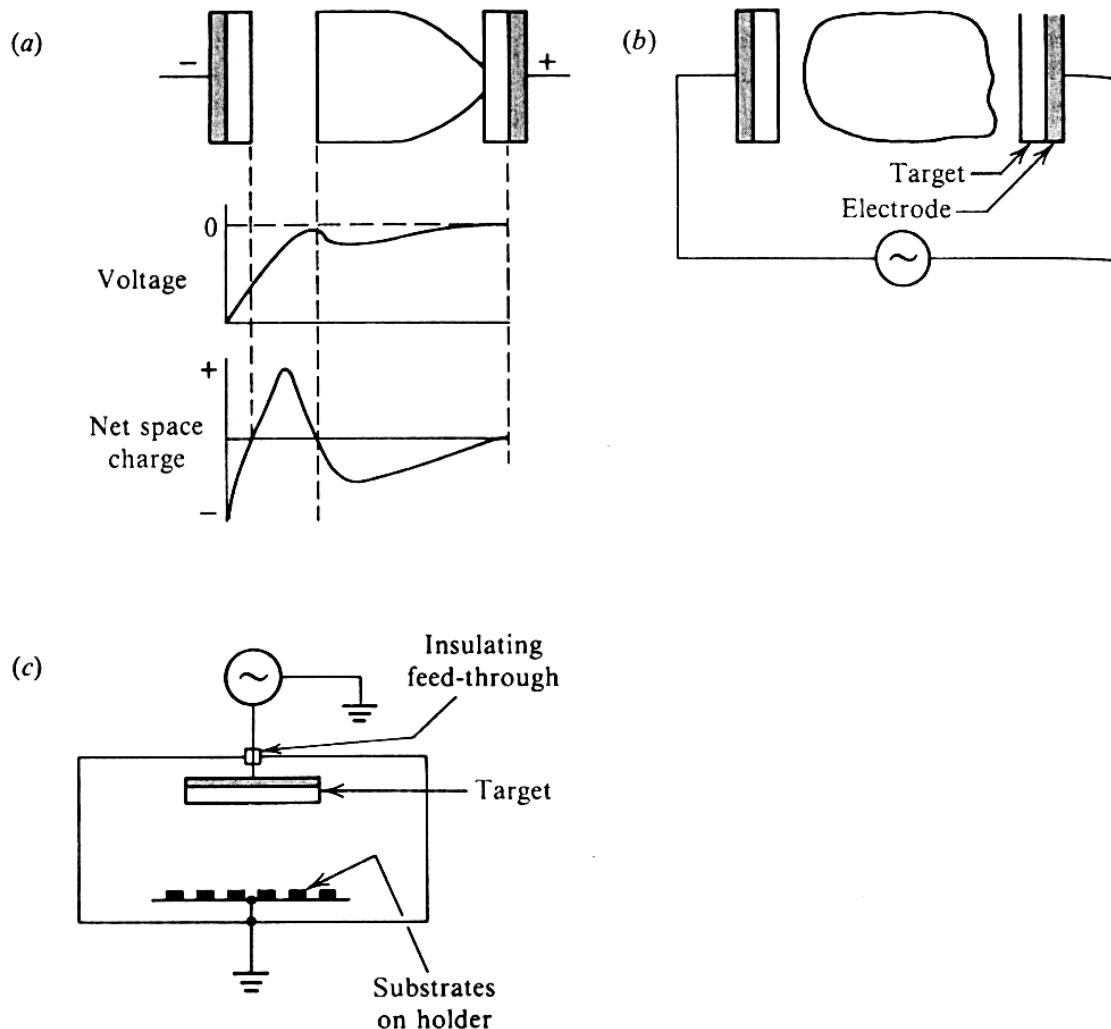 (a)
−
+
0
Voltage
+
Net space
charge
−
(b)
Target
Electrode
~
(c)
~
Insulating
feed-through
Target
Substrates
on holder